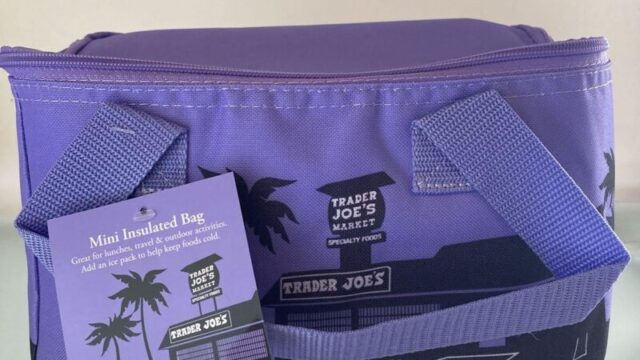 TRADER
JOE'S
MARKET
SPECIALTY FOODS
TRADER JOE'S
Mini Insulated Bag
Great for lunches, travel & outdoor activities.
Add an ice pack to help keep foods cold.
TRADER
JOE'S
MARKET
SPECIALTY FOODS
TRADER JOE'S